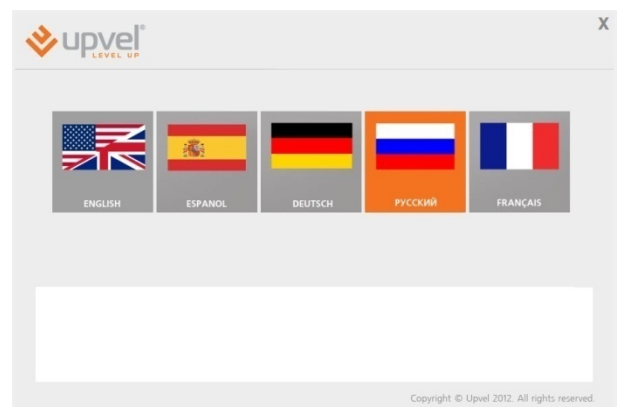 X
upvel®
LEVEL UP
ENGLISH
ESPANOL
DEUTSCH
РУССКИЙ
FRANÇAIS
Copyright © Upvel 2012. All rights reserved.